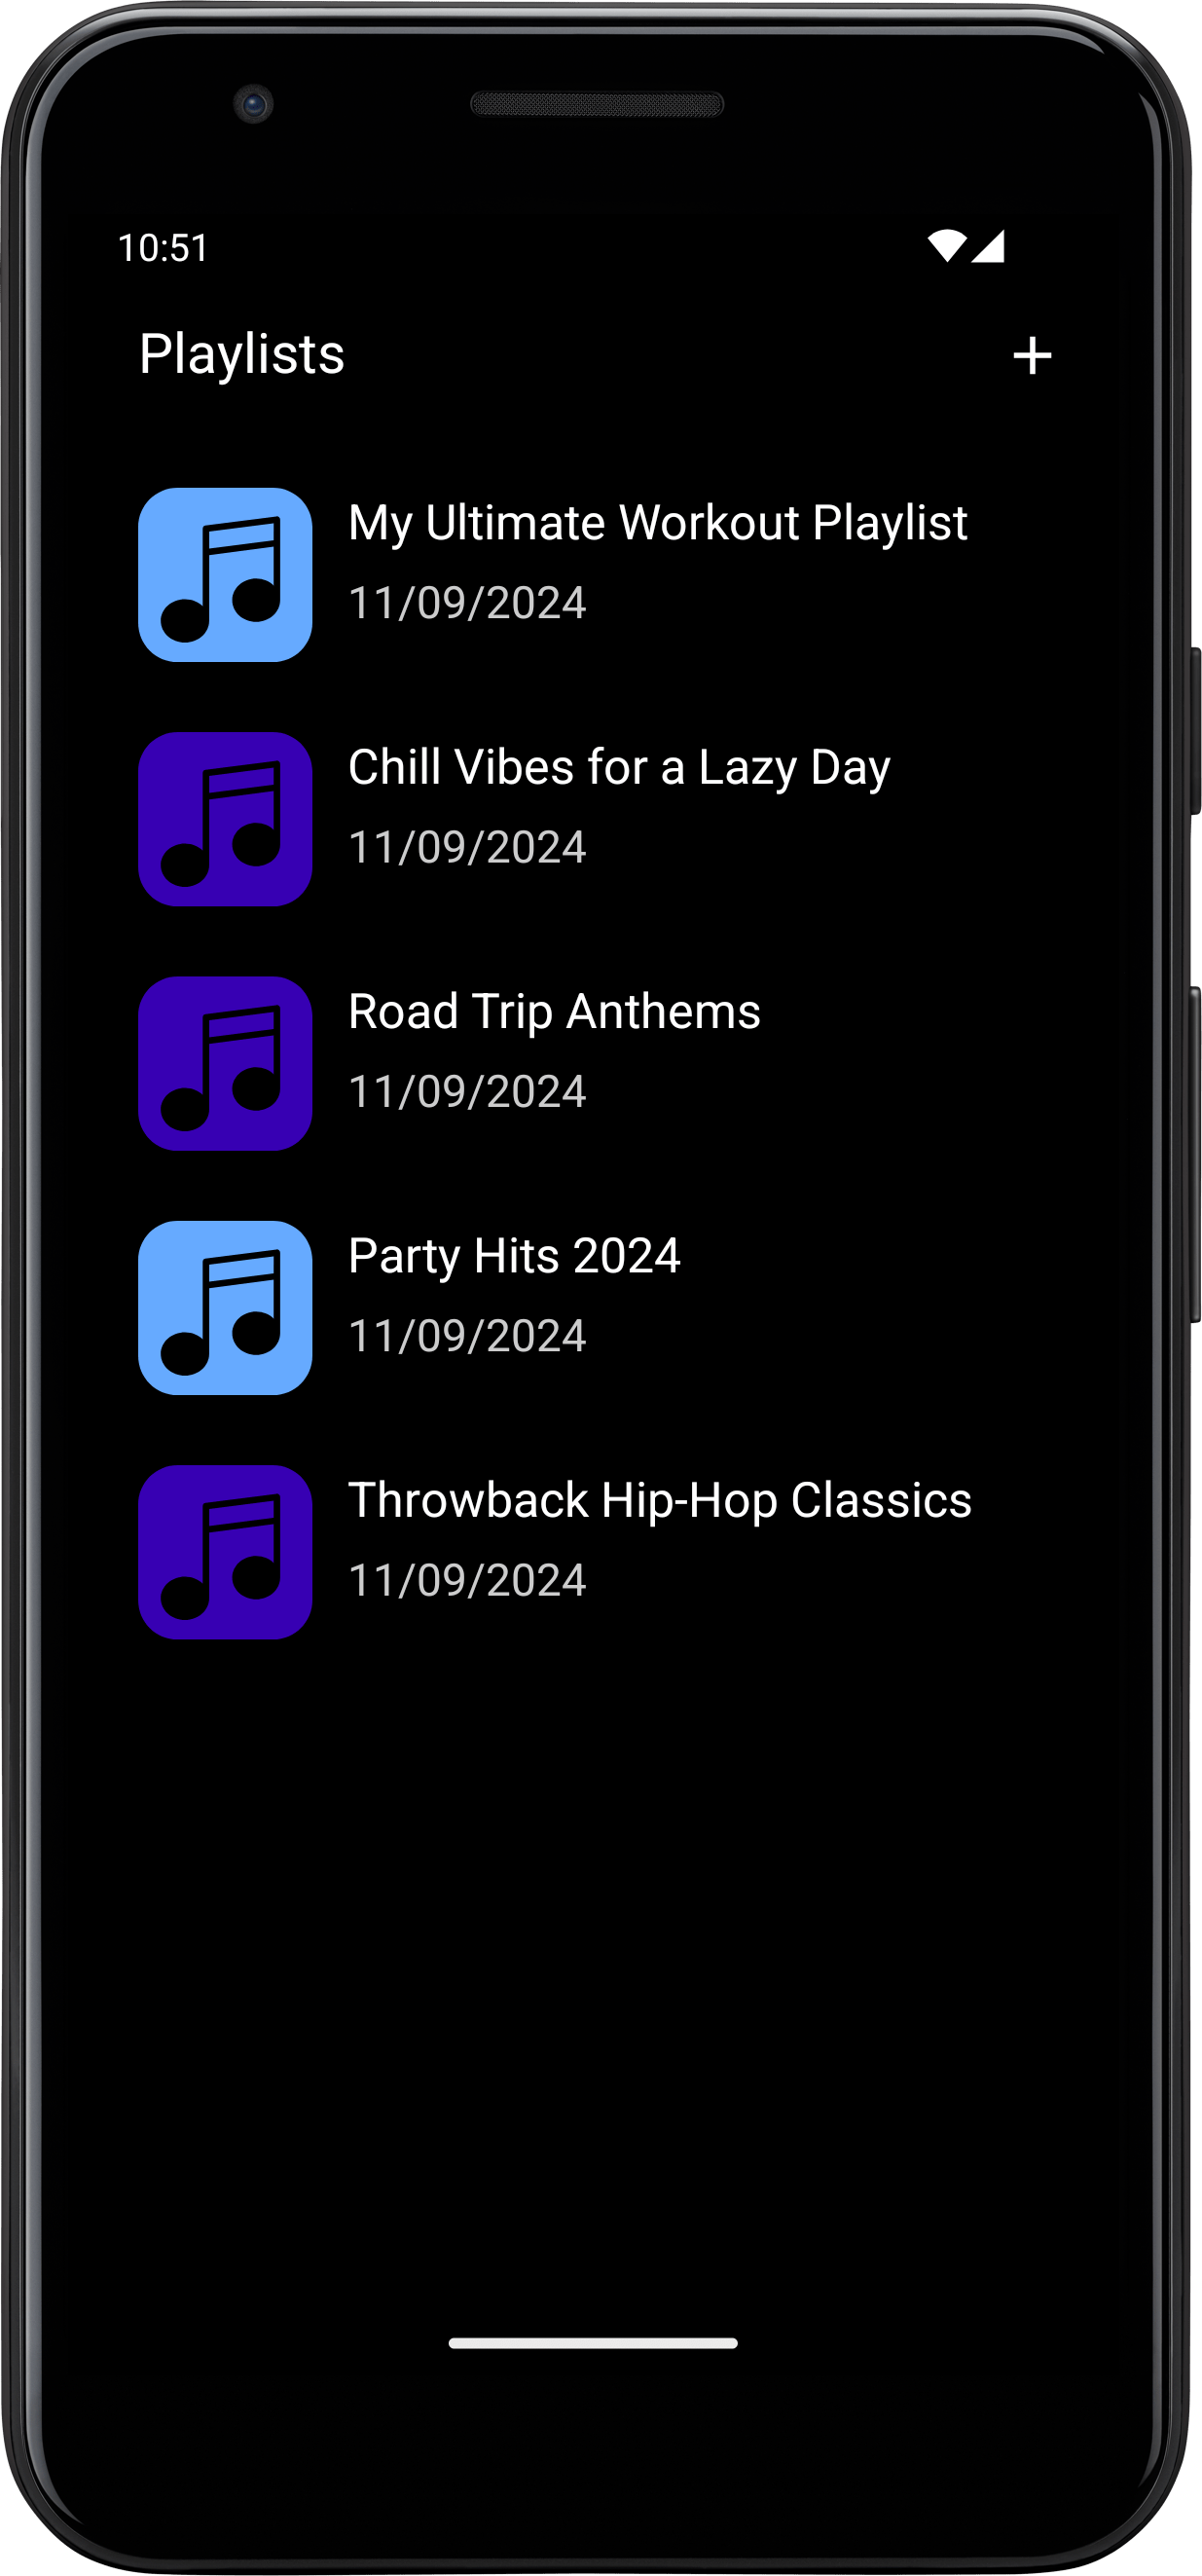 10:51
Playlists
My Ultimate Workout Playlist
11/09/2024
Chill Vibes for a Lazy Day
11/09/2024
Road Trip Anthems
11/09/2024
Party Hits 2024
11/09/2024
Throwback Hip-Hop Classics
11/09/2024